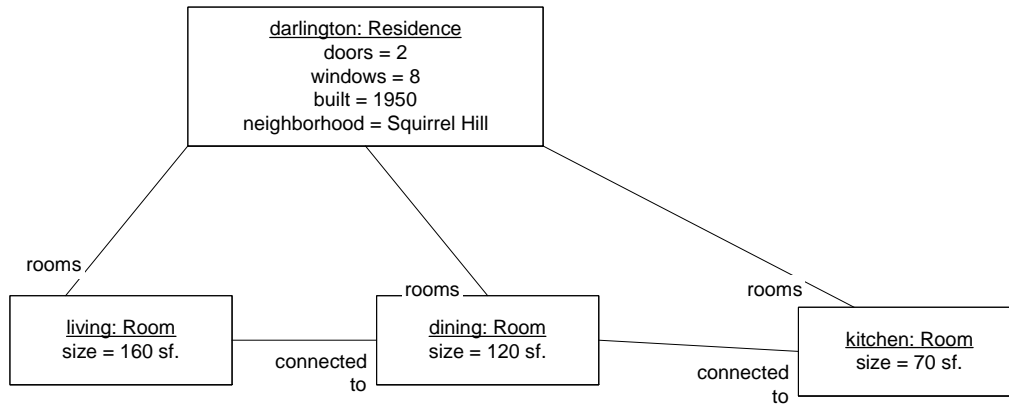 darlington: Residence
doors = 2
windows = 8
built = 1950
neighborhood = Squirrel Hill
rooms
rooms
rooms
living: Room
size = 160 sf.
connected
to
dining: Room
size = 120 sf.
connected
to
kitchen: Room
size = 70 sf.